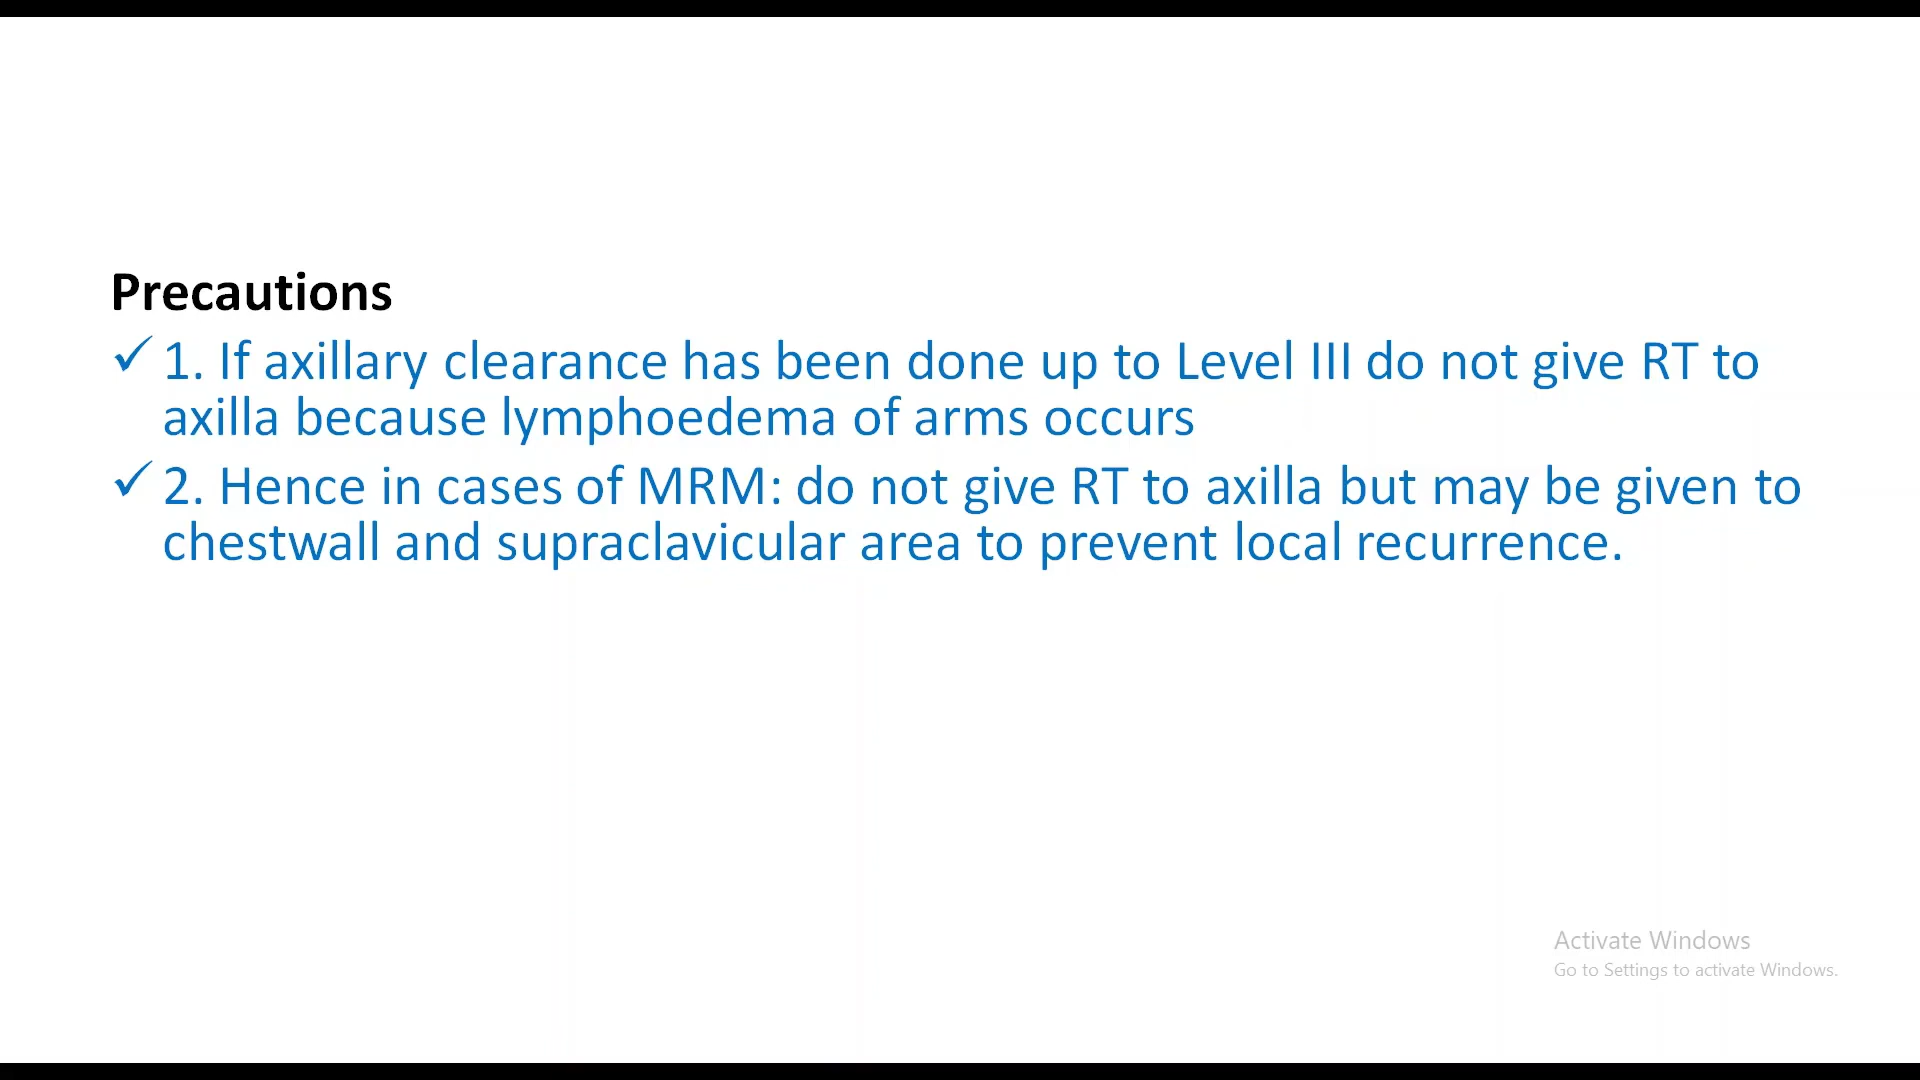 Precautions
✓ 1. If axillary clearance has been done up to Level III do not give RT to
axilla because lymphoedema of arms occurs
✓ 2. Hence in cases of MRM: do not give RT to axilla but may be given to
chestwall and supraclavicular area to prevent local recurrence.
Activate Windows
Go to Settings to activate Windows.